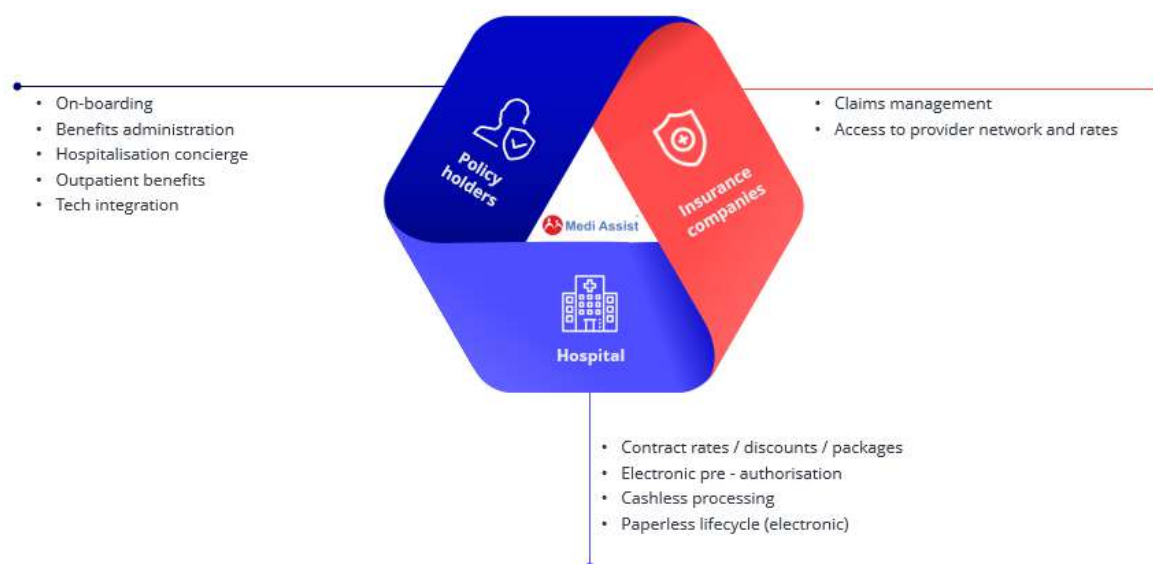 • On-boarding
• Benefits administration
• Hospitalisation concierge
• Outpatient benefits
• Tech integration
Policy
holders
Insurance
companies
• Claims management
• Access to provider network and rates
Medi Assist
Hospital
• Contract rates / discounts / packages
• Electronic pre - authorisation
• Cashless processing
• Paperless lifecycle (electronic)